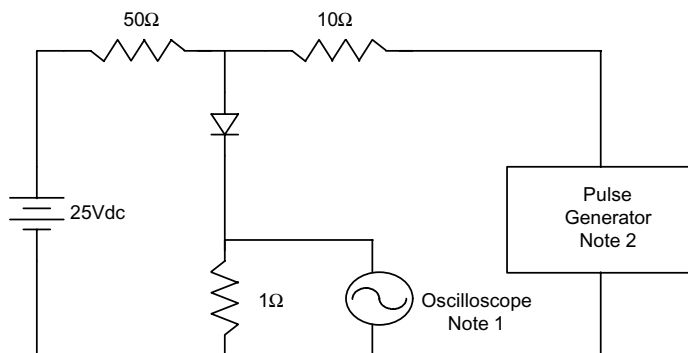 50Ω
10Ω
25Vdc
Pulse
Generator
Note 2
1Ω
Oscilloscope
Note 1